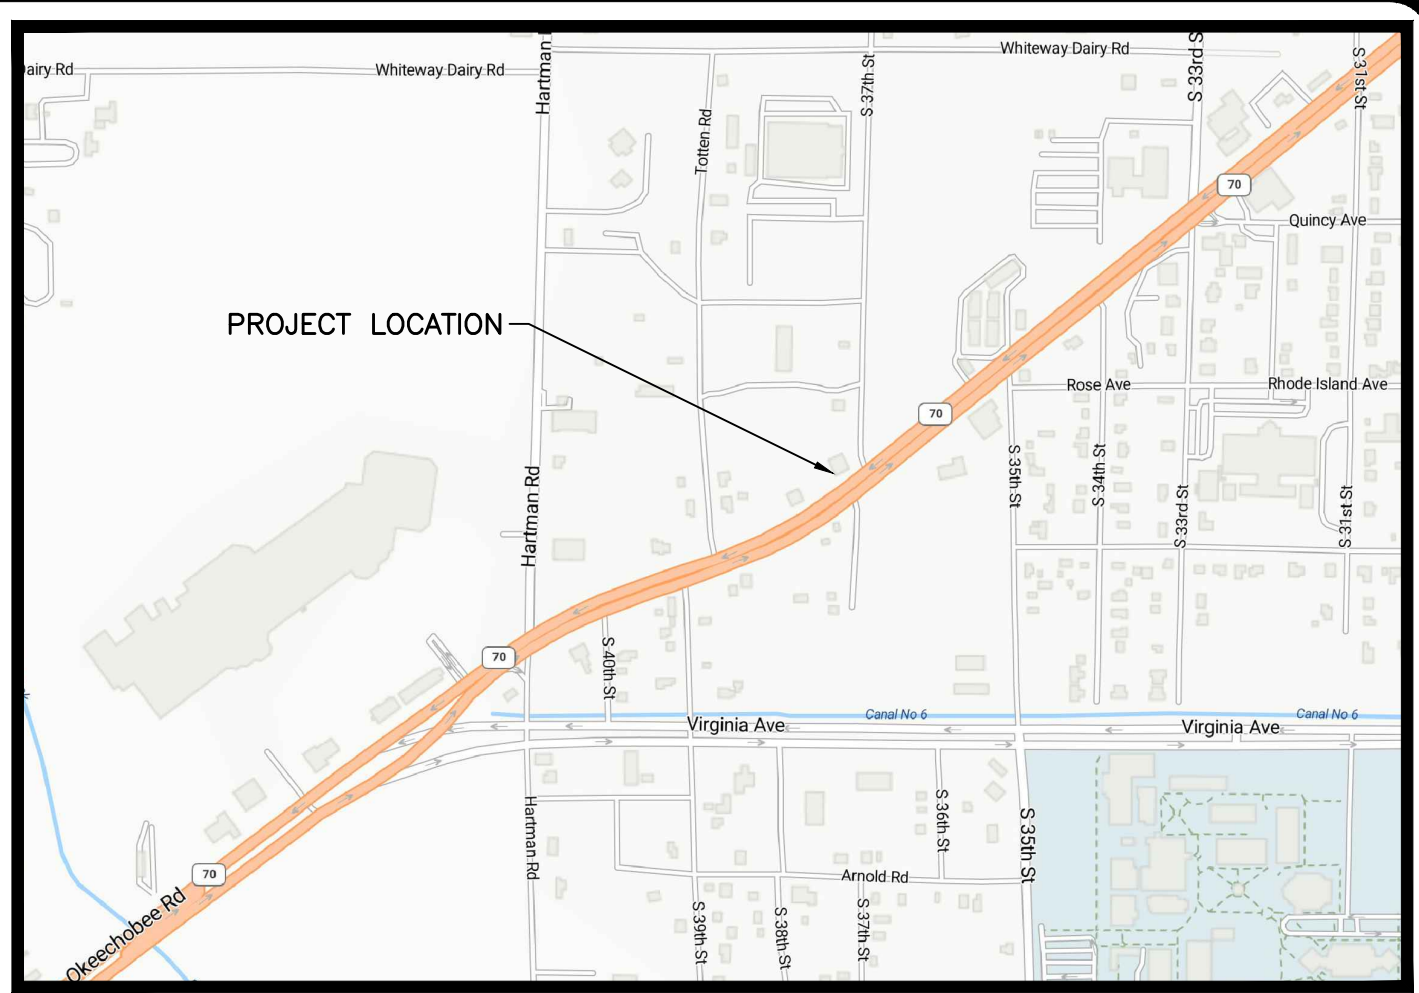 Whiteway Dairy Rd
S 33rd S
S 31st St
airy Rd
Whiteway Dairy Rd
Hartman
S 37th St
Totten Rd
70
Quincy Ave
PROJECT LOCATION
Rose Ave
Rhode Island Ave
70
Hartman Rd
S 35th St
S 34th St
S 33rd St
S 31st St
70
S 40th St
Virginia Ave
Canal No 6
Virginia Ave
Canal No 6
Hartman Rd
S 36th St
S 35th St
70
Arnold Rd
Okeechobee Rd
S 39th St
S 38th St
S 37th St